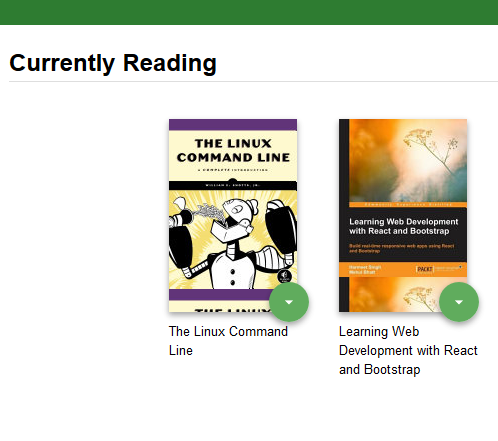 Currently Reading
THE LINUX
COMMAND LINE
A COMPLETE INTRODUCTION
WILLIAM E. SHOTTS, JR.
Learning Web Development
with React and Bootstrap
Build real-time responsive web apps using React
and Bootstrap
Harmeet Singh
Mehul Bhatt
PACKT
The Linux Command
Line
Learning Web
Development with React
and Bootstrap